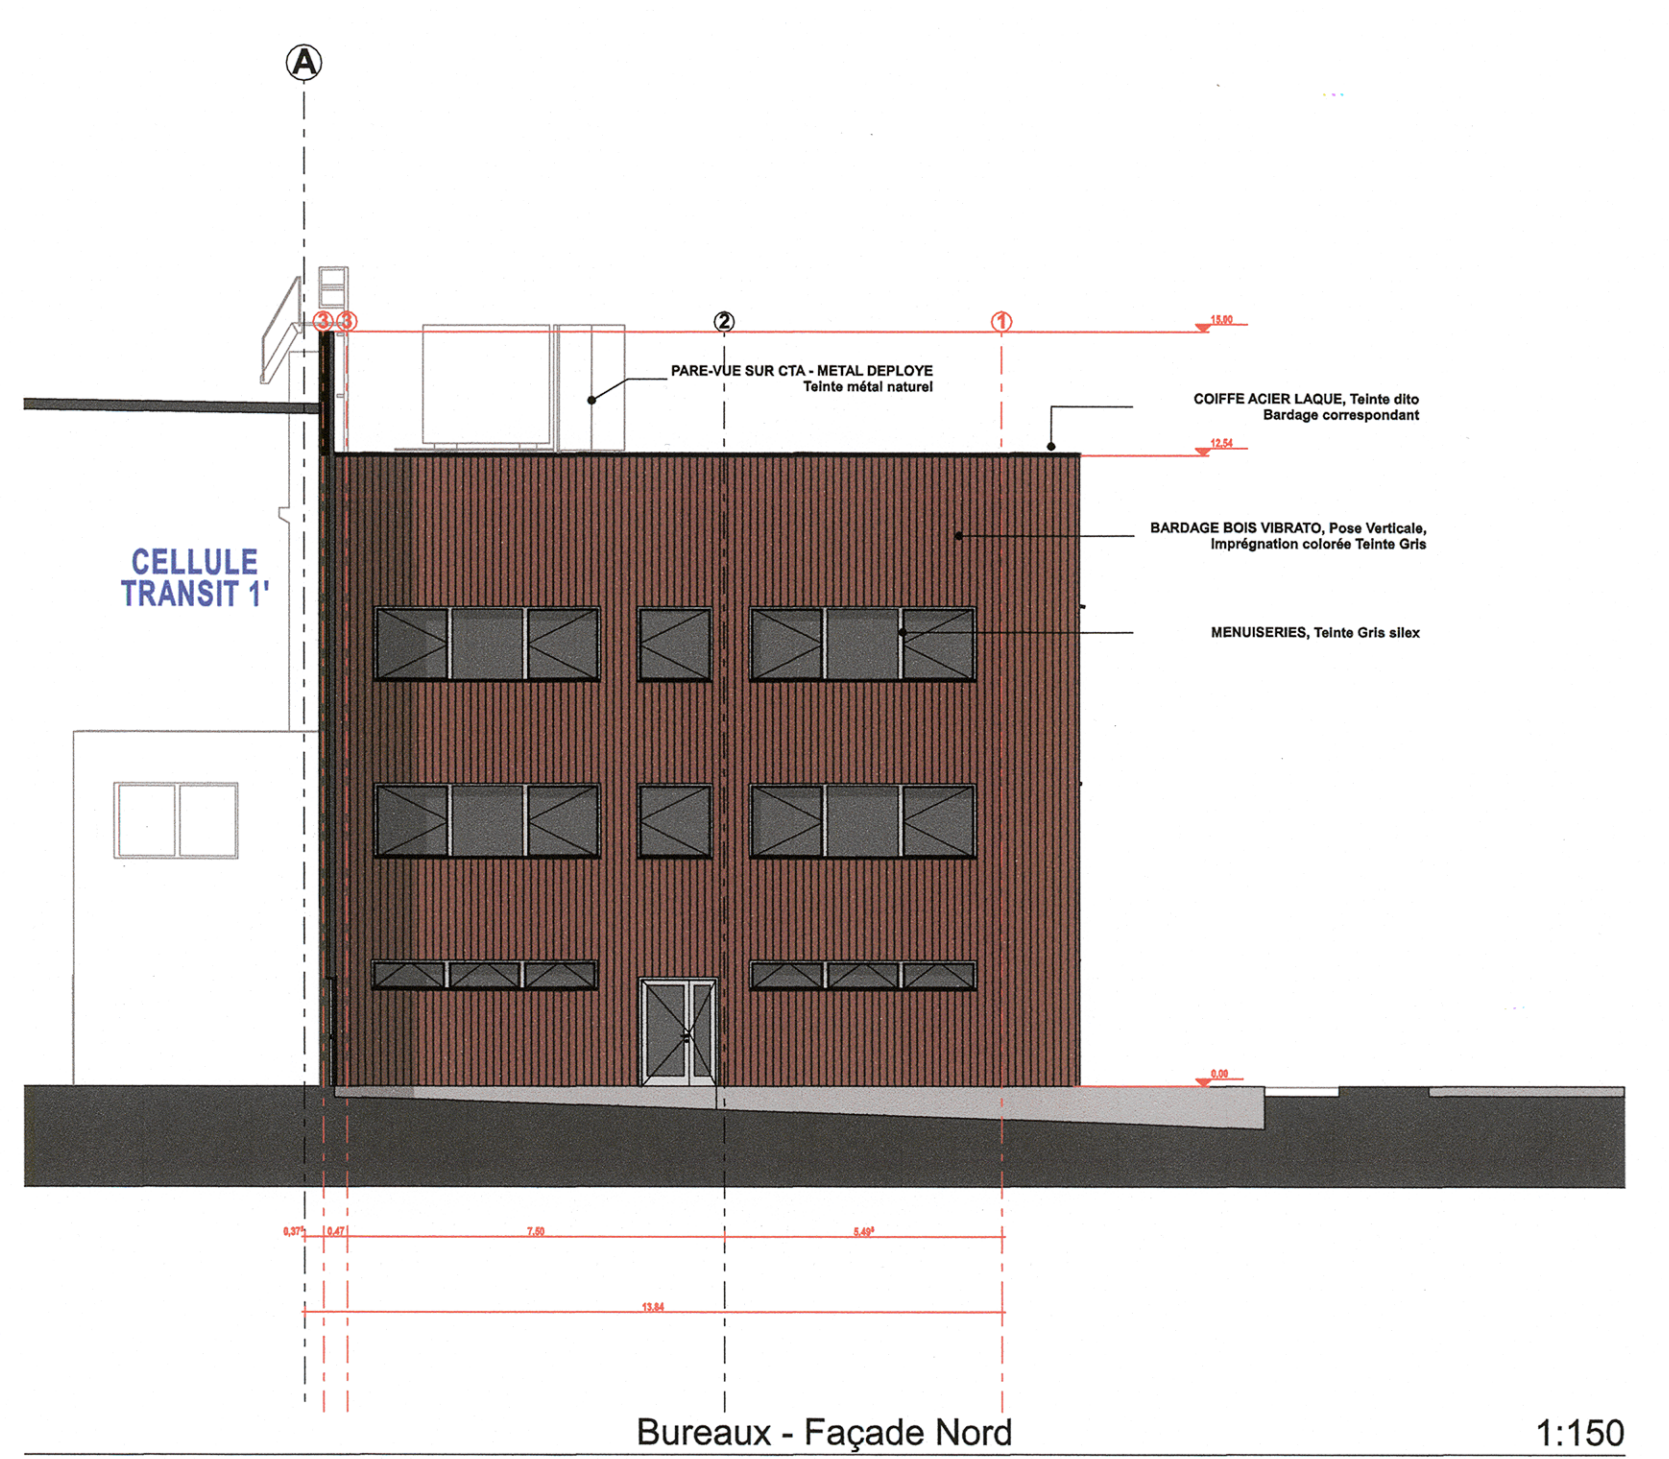 A
3 3 2 1
15.00
PARE-VUE SUR CTA - METAL DEPLOYE
Teinte métal naturel
COIFFE ACIER LAQUE, Teinte dito
Bardage correspondant
12.54
BARDAGE BOIS VIBRATO, Pose Verticale,
Imprégnation colorée Teinte Gris
CELLULE
TRANSIT 1'
MENUISERIES, Teinte Gris silex
0.00
0,37⁵ 0.47 7.50 5.49⁵
13.84
Bureaux - Façade Nord
1:150